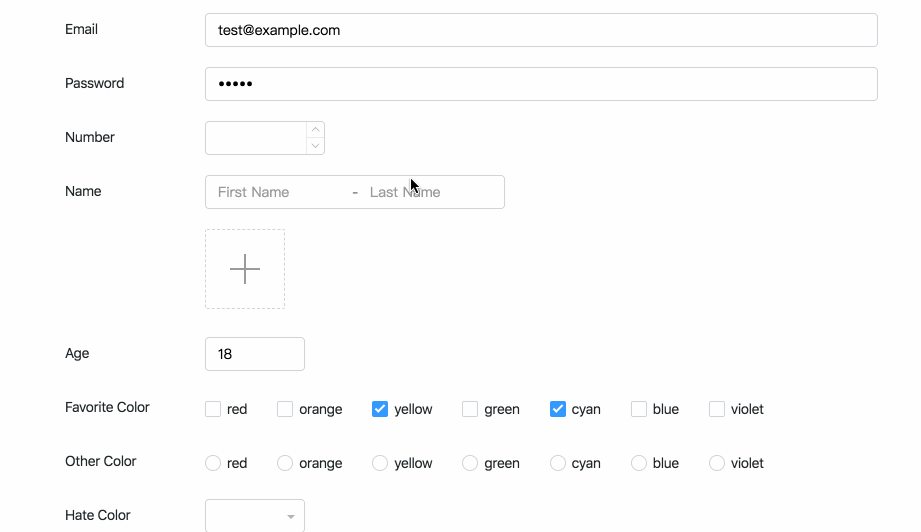 Email test@example.com
Password •••••
Number
Name First Name - Last Name
Age 18
Favorite Color red orange yellow green cyan blue violet
Other Color red orange yellow green cyan blue violet
Hate Color